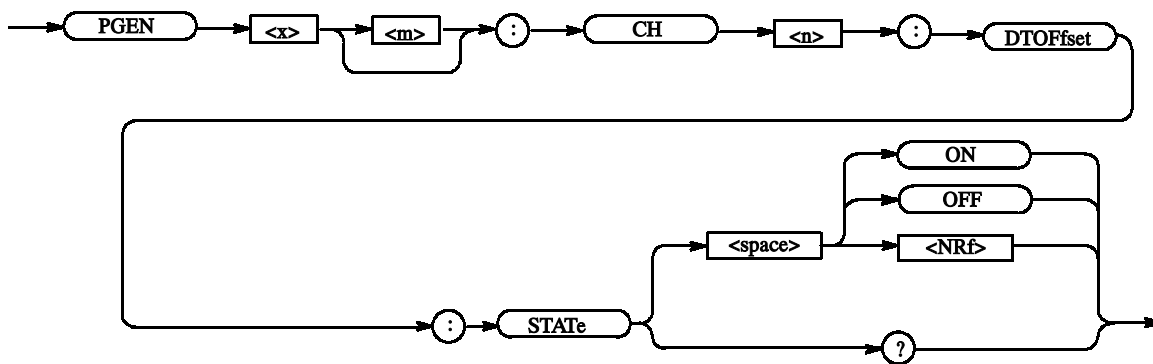 PGEN <x> <m> : CH <n> : DTOFfset
ON
OFF
<space> <NRf>
: STATe
?